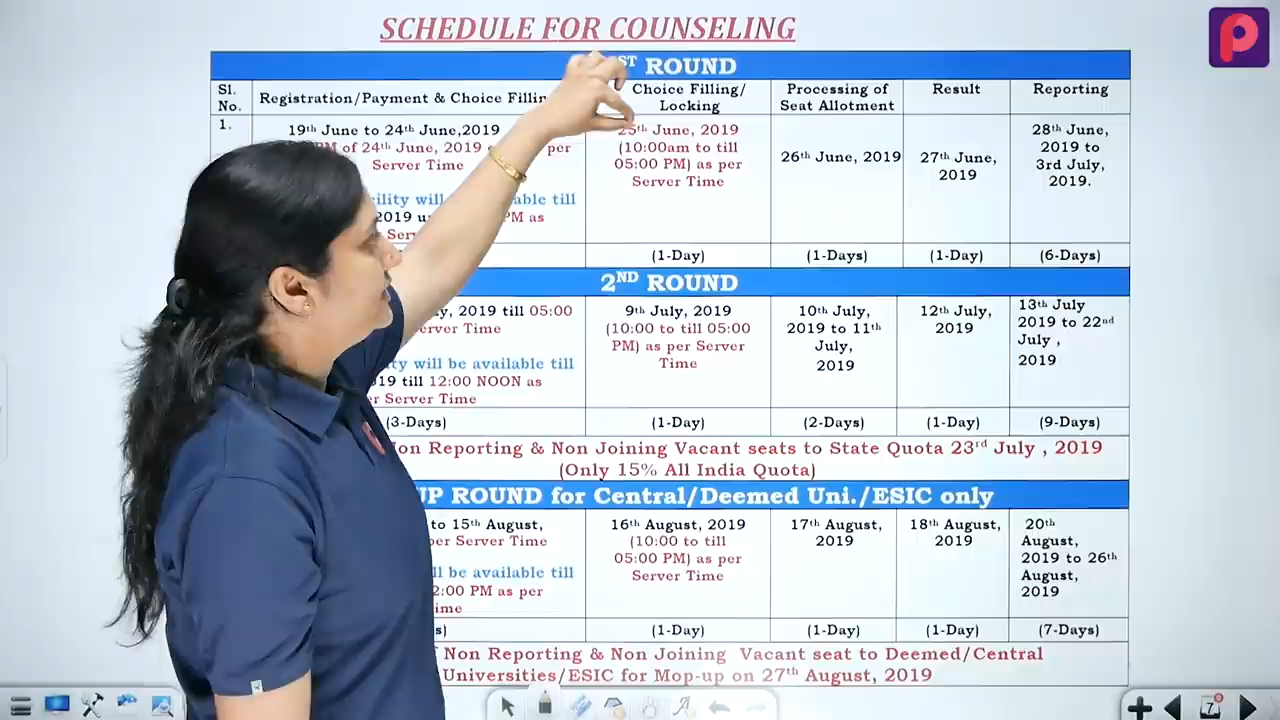 SCHEDULE FOR COUNSELING
ST ROUND
Sl. No.
Registration/Payment & Choice
Choice Filling/ Locking
Processing of Seat Allotment
Result
Reporting
1.
19th June to 24th June,2019
PM of 24th June, 2019
per
Server Time
able till
2019
PM as
25th June, 2019
(10:00am to till
05:00 PM) as per
Server Time
26th June, 2019
27th June,
2019
28th June,
2019 to
3rd July,
2019.
(1-Day)
(1-Days)
(1-Day)
(6-Days)
2ND ROUND
2019 till 05:00
Time
will be available till
till 12:00 NOON as
Server Time
9th July, 2019
(10:00 to till 05:00
PM) as per Server
Time
10th July,
2019 to 11th
July,
2019
12th July,
2019
13th July
2019 to 22nd
July ,
2019
(3-Days)
(1-Day)
(2-Days)
(1-Day)
(9-Days)
Non Reporting & Non Joining Vacant seats to State Quota 23rd July , 2019
(Only 15% All India Quota)
UP ROUND for Central/Deemed Uni./ESIC only
to 15th August,
per Server Time
be available till
PM as per
16th August, 2019
(10:00 to till
05:00 PM) as per
Server Time
17th August,
2019
18th August,
2019
20th
August,
2019 to 26th
August,
2019
(1-Day)
(1-Day)
(1-Day)
(7-Days)
Non Reporting & Non Joining Vacant seat to Deemed/Central
Universities/ESIC for Mop-up on 27th August, 2019
7